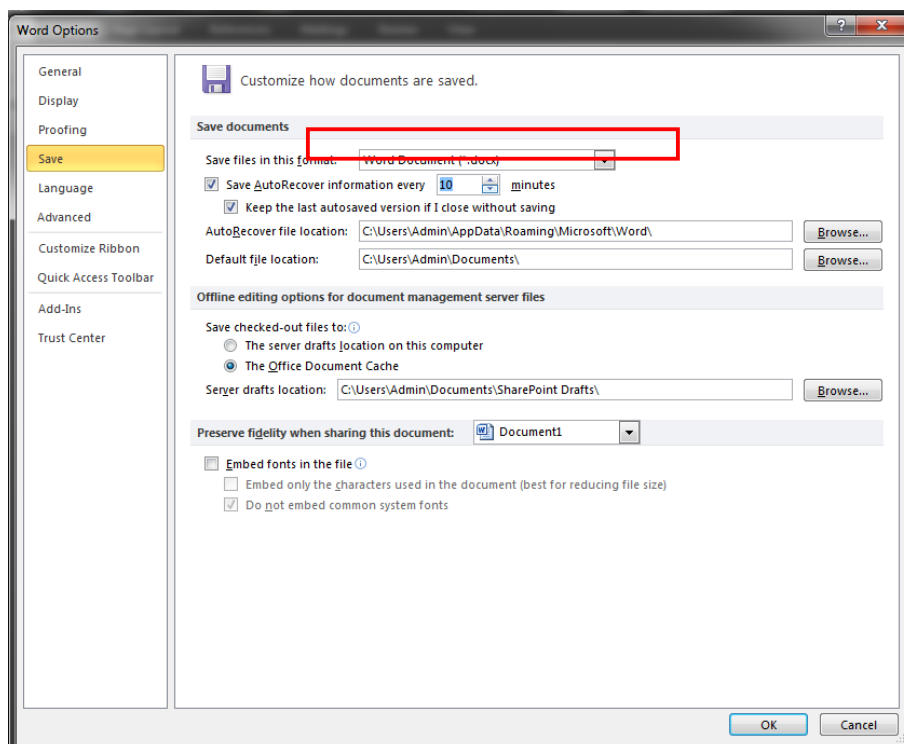 Word Options
General
Display
Proofing
Save
Language
Advanced
Customize Ribbon
Quick Access Toolbar
Add-Ins
Trust Center
Customize how documents are saved.
Save documents
Save files in this format: Word Document (*.docx)
Save AutoRecover information every 10 minutes
Keep the last autosaved version if I close without saving
AutoRecover file location: C:\Users\Admin\AppData\Roaming\Microsoft\Word\ Browse...
Default file location: C:\Users\Admin\Documents\ Browse...
Offline editing options for document management server files
Save checked-out files to:
The server drafts location on this computer
The Office Document Cache
Server drafts location: C:\Users\Admin\Documents\SharePoint Drafts\ Browse...
Preserve fidelity when sharing this document: Document1
Embed fonts in the file
Embed only the characters used in the document (best for reducing file size)
Do not embed common system fonts
OK Cancel